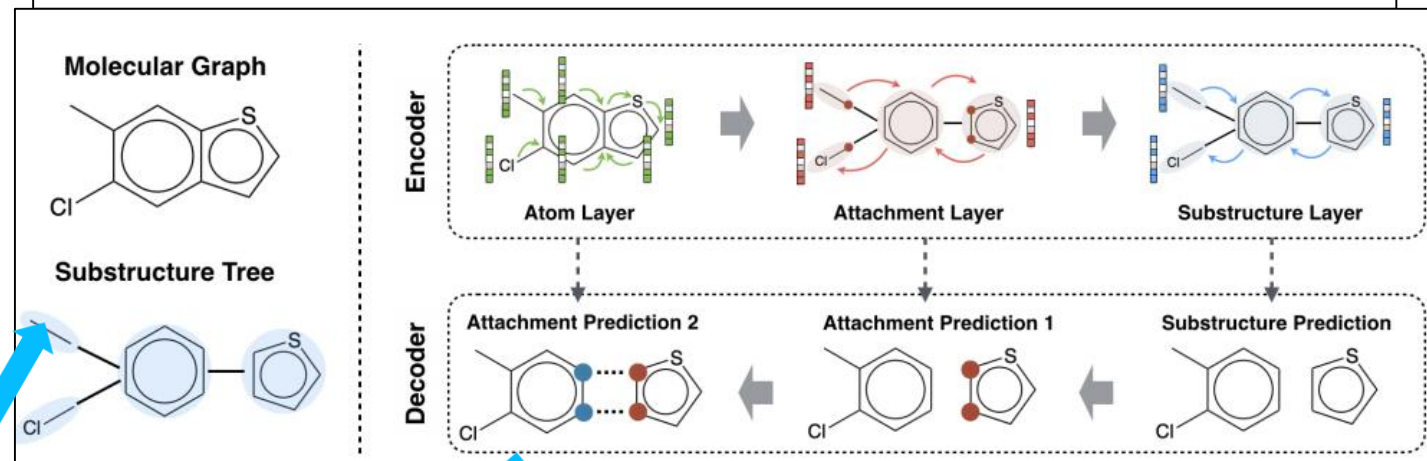 Molecular Graph
S
Cl
Substructure Tree
S
Cl
Encoder
S
Cl
Atom Layer
S
Cl
Attachment Layer
S
Cl
Substructure Layer
Decoder
Attachment Prediction 2
S
Cl
Attachment Prediction 1
S
Cl
Substructure Prediction
S
Cl